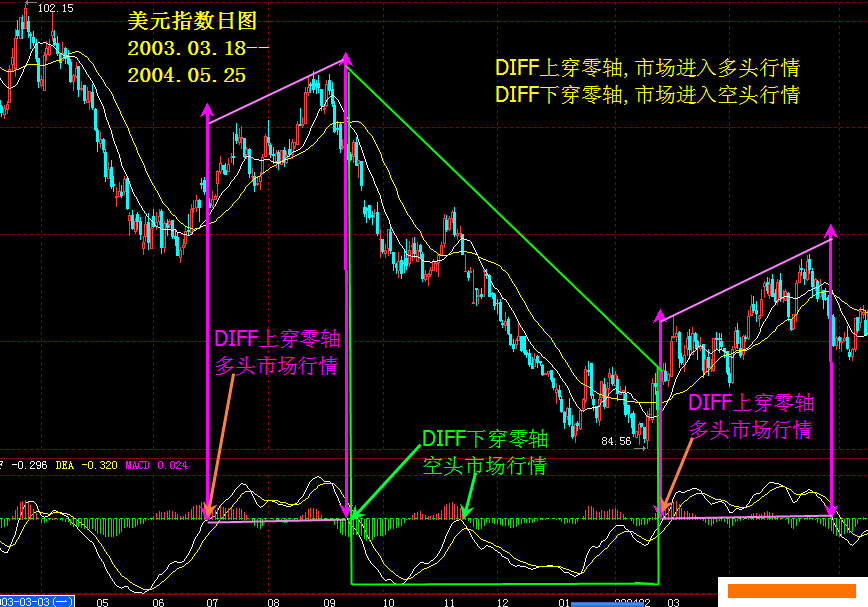 102.15
美元指数日图
2003.03.18--
2004.05.25
DIFF上穿零轴,市场进入多头行情
DIFF下穿零轴,市场进入空头行情
DIFF上穿零轴
多头市场行情
DIFF上穿零轴
多头市场行情
DIFF下穿零轴
空头市场行情
84.56
-0.296 DEA -0.320 MACD 0.024
003-03-03(一) 05 06 07 08 09 10 11 12 01 03